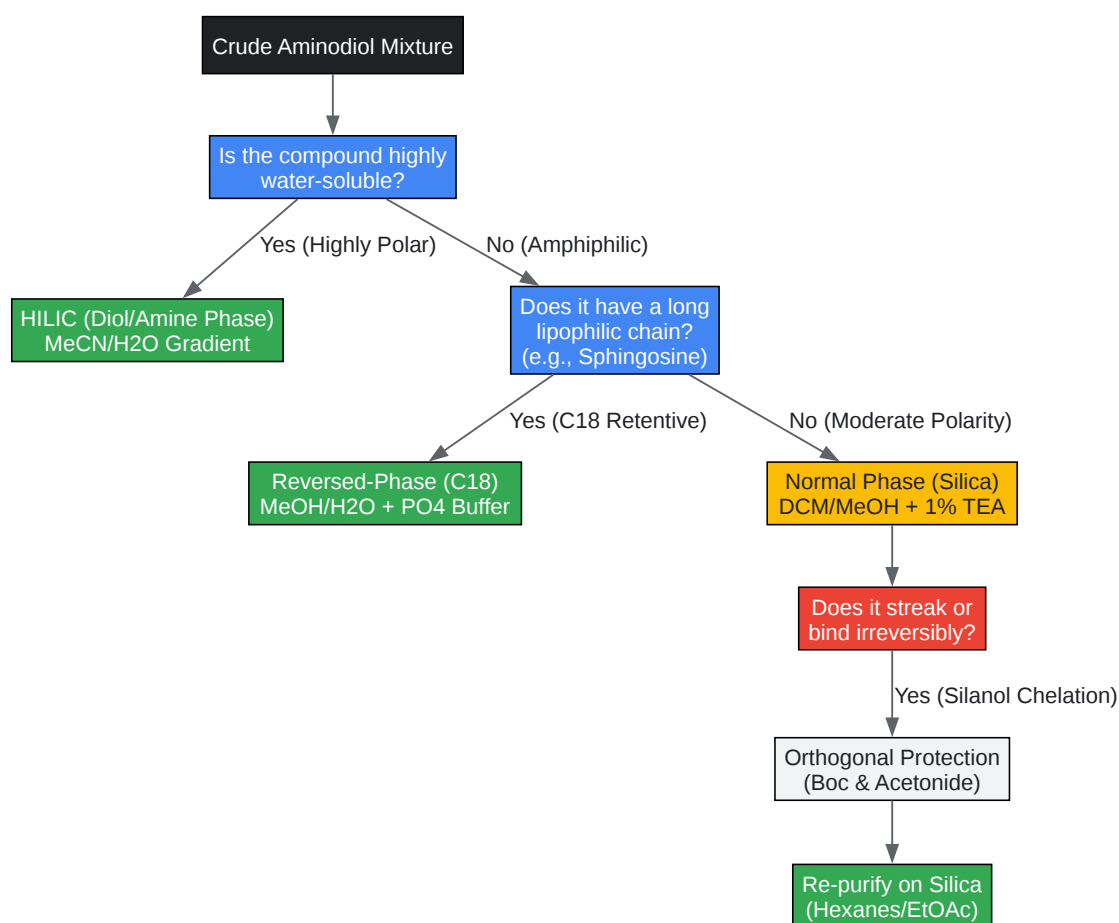 Crude Aminodiol Mixture
Is the compound highly
water-soluble?
Yes (Highly Polar)
No (Amphiphilic)
HILIC (Diol/Amine Phase)
MeCN/H2O Gradient
Does it have a long
lipophilic chain?
(e.g., Sphingosine)
Yes (C18 Retentive)
No (Moderate Polarity)
Reversed-Phase (C18)
MeOH/H2O + PO4 Buffer
Normal Phase (Silica)
DCM/MeOH + 1% TEA
Does it streak or
bind irreversibly?
Yes (Silanol Chelation)
Orthogonal Protection
(Boc & Acetonide)
Re-purify on Silica
(Hexanes/EtOAc)